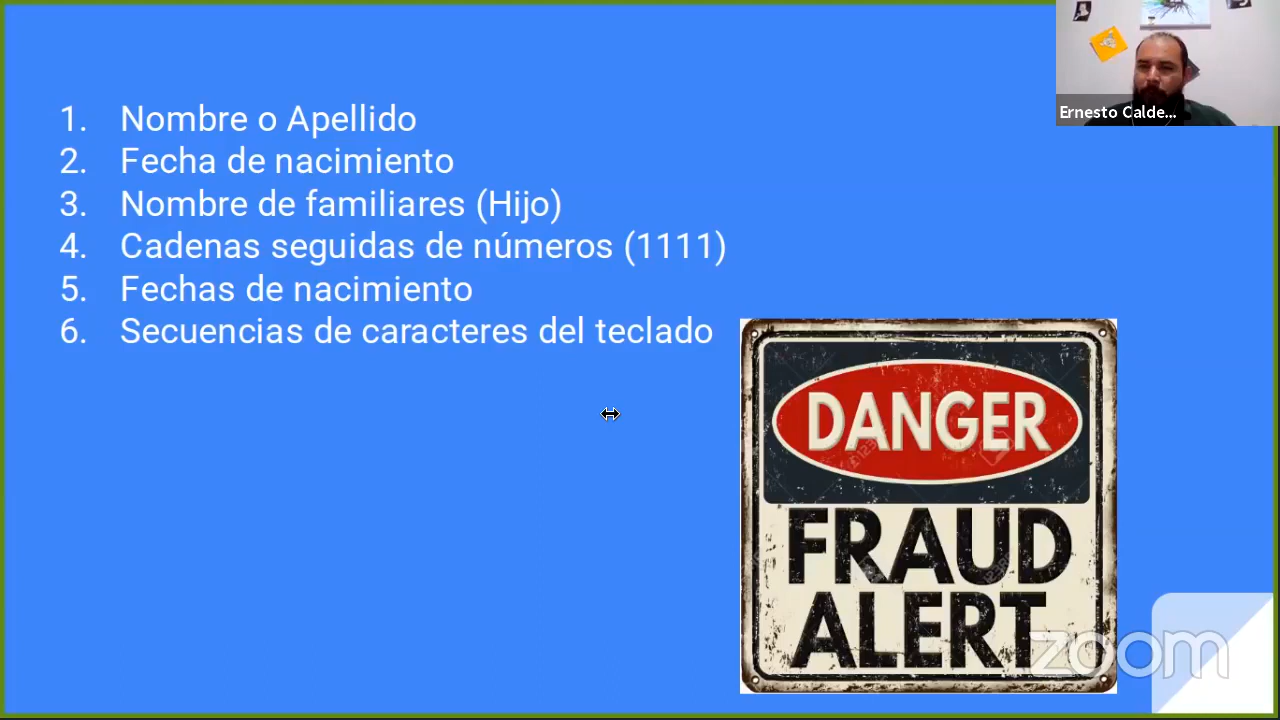 1. Nombre o Apellido
2. Fecha de nacimiento
3. Nombre de familiares (Hijo)
4. Cadenas seguidas de números (1111)
5. Fechas de nacimiento
6. Secuencias de caracteres del teclado
Ernesto Calde...
DANGER
FRAUD
ALERT
zoom